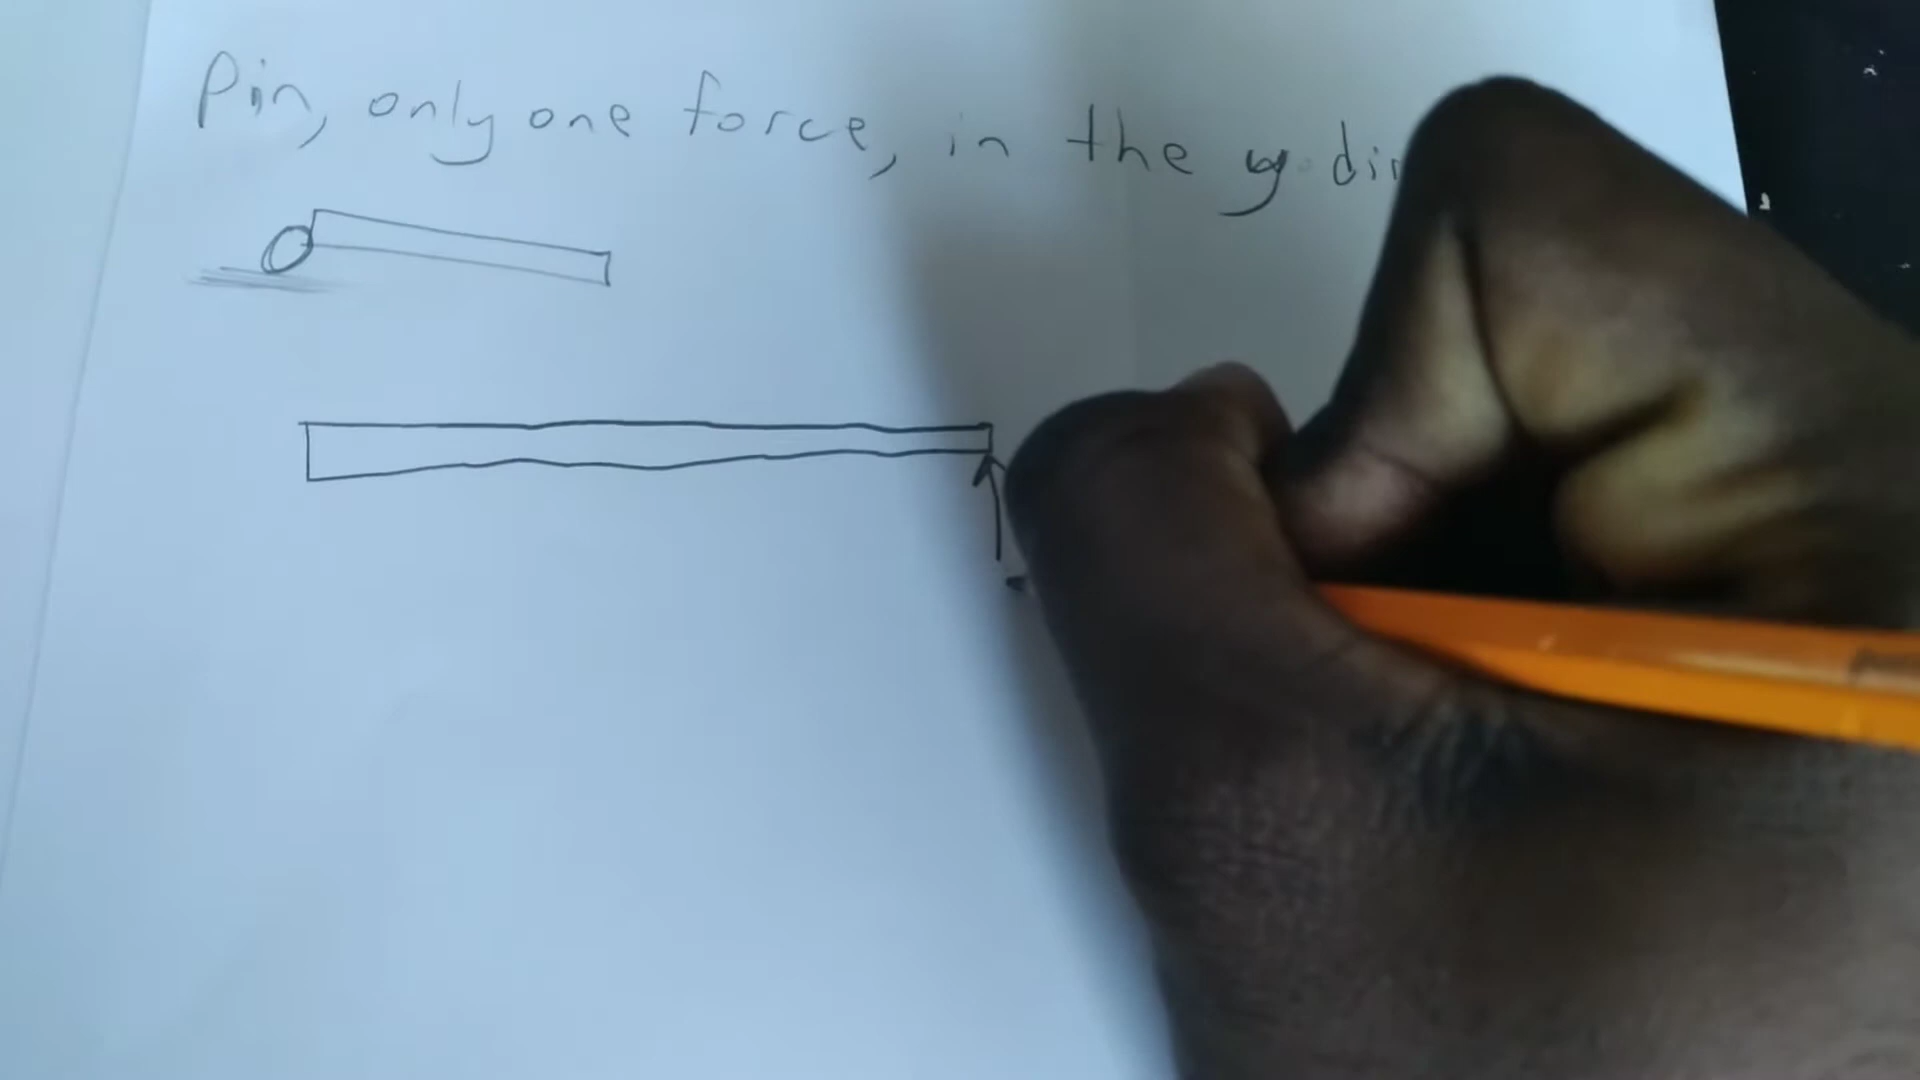 Pin, only one force, in the y